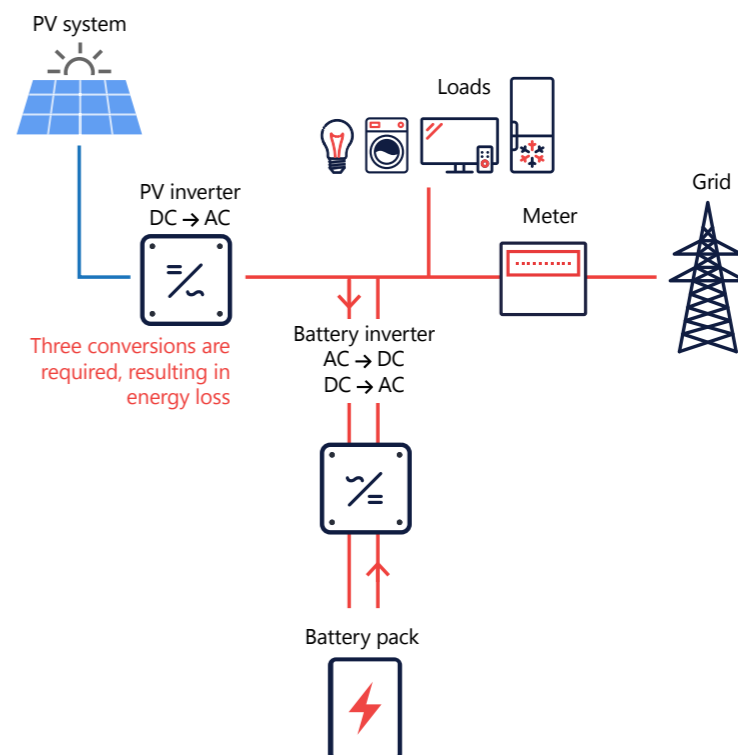 PV system
Loads
Grid
PV inverter
DC → AC
Meter
Three conversions are
required, resulting in
energy loss
Battery inverter
AC → DC
DC → AC
Battery pack